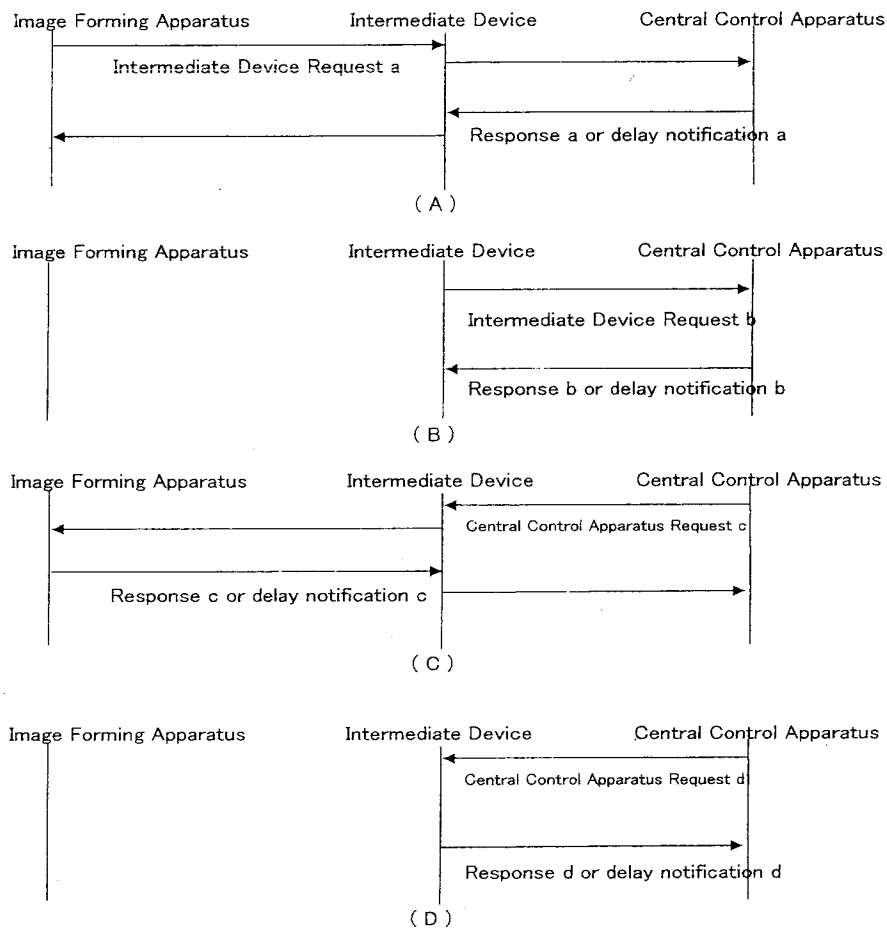 Image Forming Apparatus Intermediate Device Central Control Apparatus
Intermediate Device Request a
Response a or delay notification a
(A)
Image Forming Apparatus Intermediate Device Central Control Apparatus
Intermediate Device Request b
Response b or delay notification b
(B)
Image Forming Apparatus Intermediate Device Central Control Apparatus
Central Control Apparatus Request c
Response c or delay notification c
(C)
Image Forming Apparatus Intermediate Device Central Control Apparatus
Central Control Apparatus Request d
Response d or delay notification d
(D)